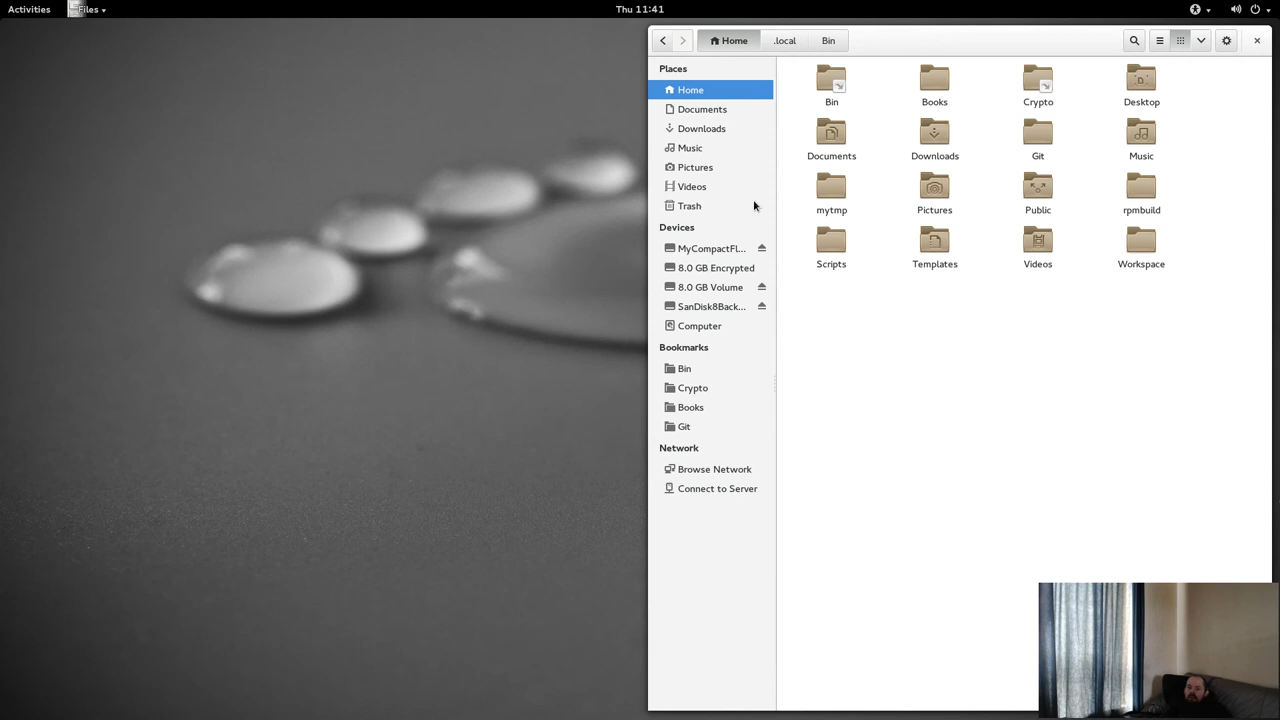 Activities Files Thu 11:41
Home .local Bin
Places
Home
Documents
Downloads
Music
Pictures
Videos
Trash
Devices
MyCompactFl...
8.0 GB Encrypted
8.0 GB Volume
SanDisk8Back...
Computer
Bookmarks
Bin
Crypto
Books
Git
Network
Browse Network
Connect to Server
Bin Books Crypto Desktop
Documents Downloads Git Music
mytmp Pictures Public rpmbuild
Scripts Templates Videos Workspace